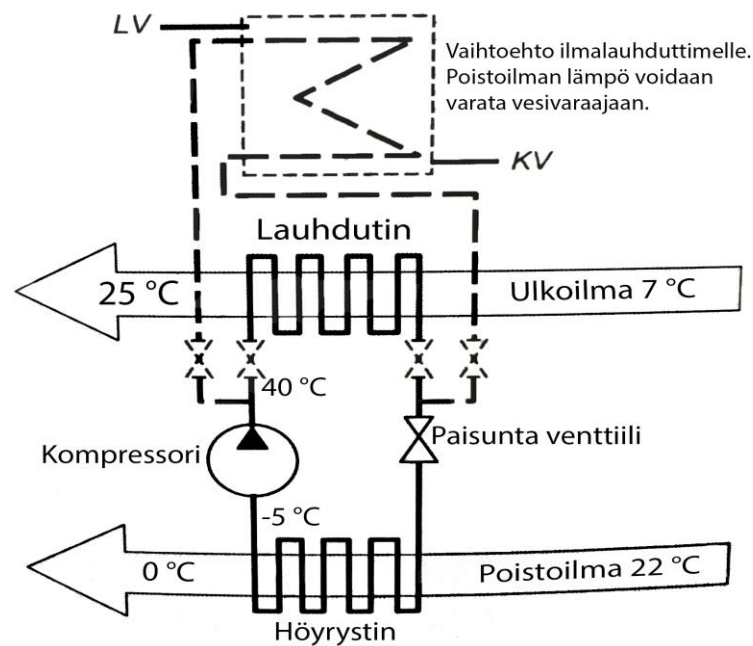 LV
Vaihtoehto ilmalauhduttimelle.
Poistoilman lämpö voidaan
varata vesivaraajaan.
KV
Lauhdutin
25 °C
Ulkoilma 7 °C
40 °C
Kompressori
Paisunta venttiili
-5 °C
0 °C
Poistoilma 22 °C
Höyrystin